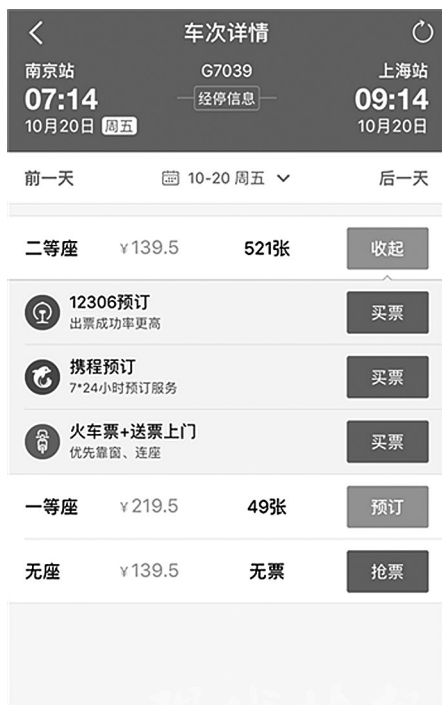 车次详情
南京站 G7039 上海站
07:14 经停信息 09:14
10月20日 周五 10月20日
前一天 10-20 周五 后一天
二等座 ¥139.5 521张 收起
12306预订
出票成功率更高 买票
携程预订
7*24小时预订服务 买票
火车票+送票上门
优先靠窗、连座 买票
一等座 ¥219.5 49张 预订
无座 ¥139.5 无票 抢票